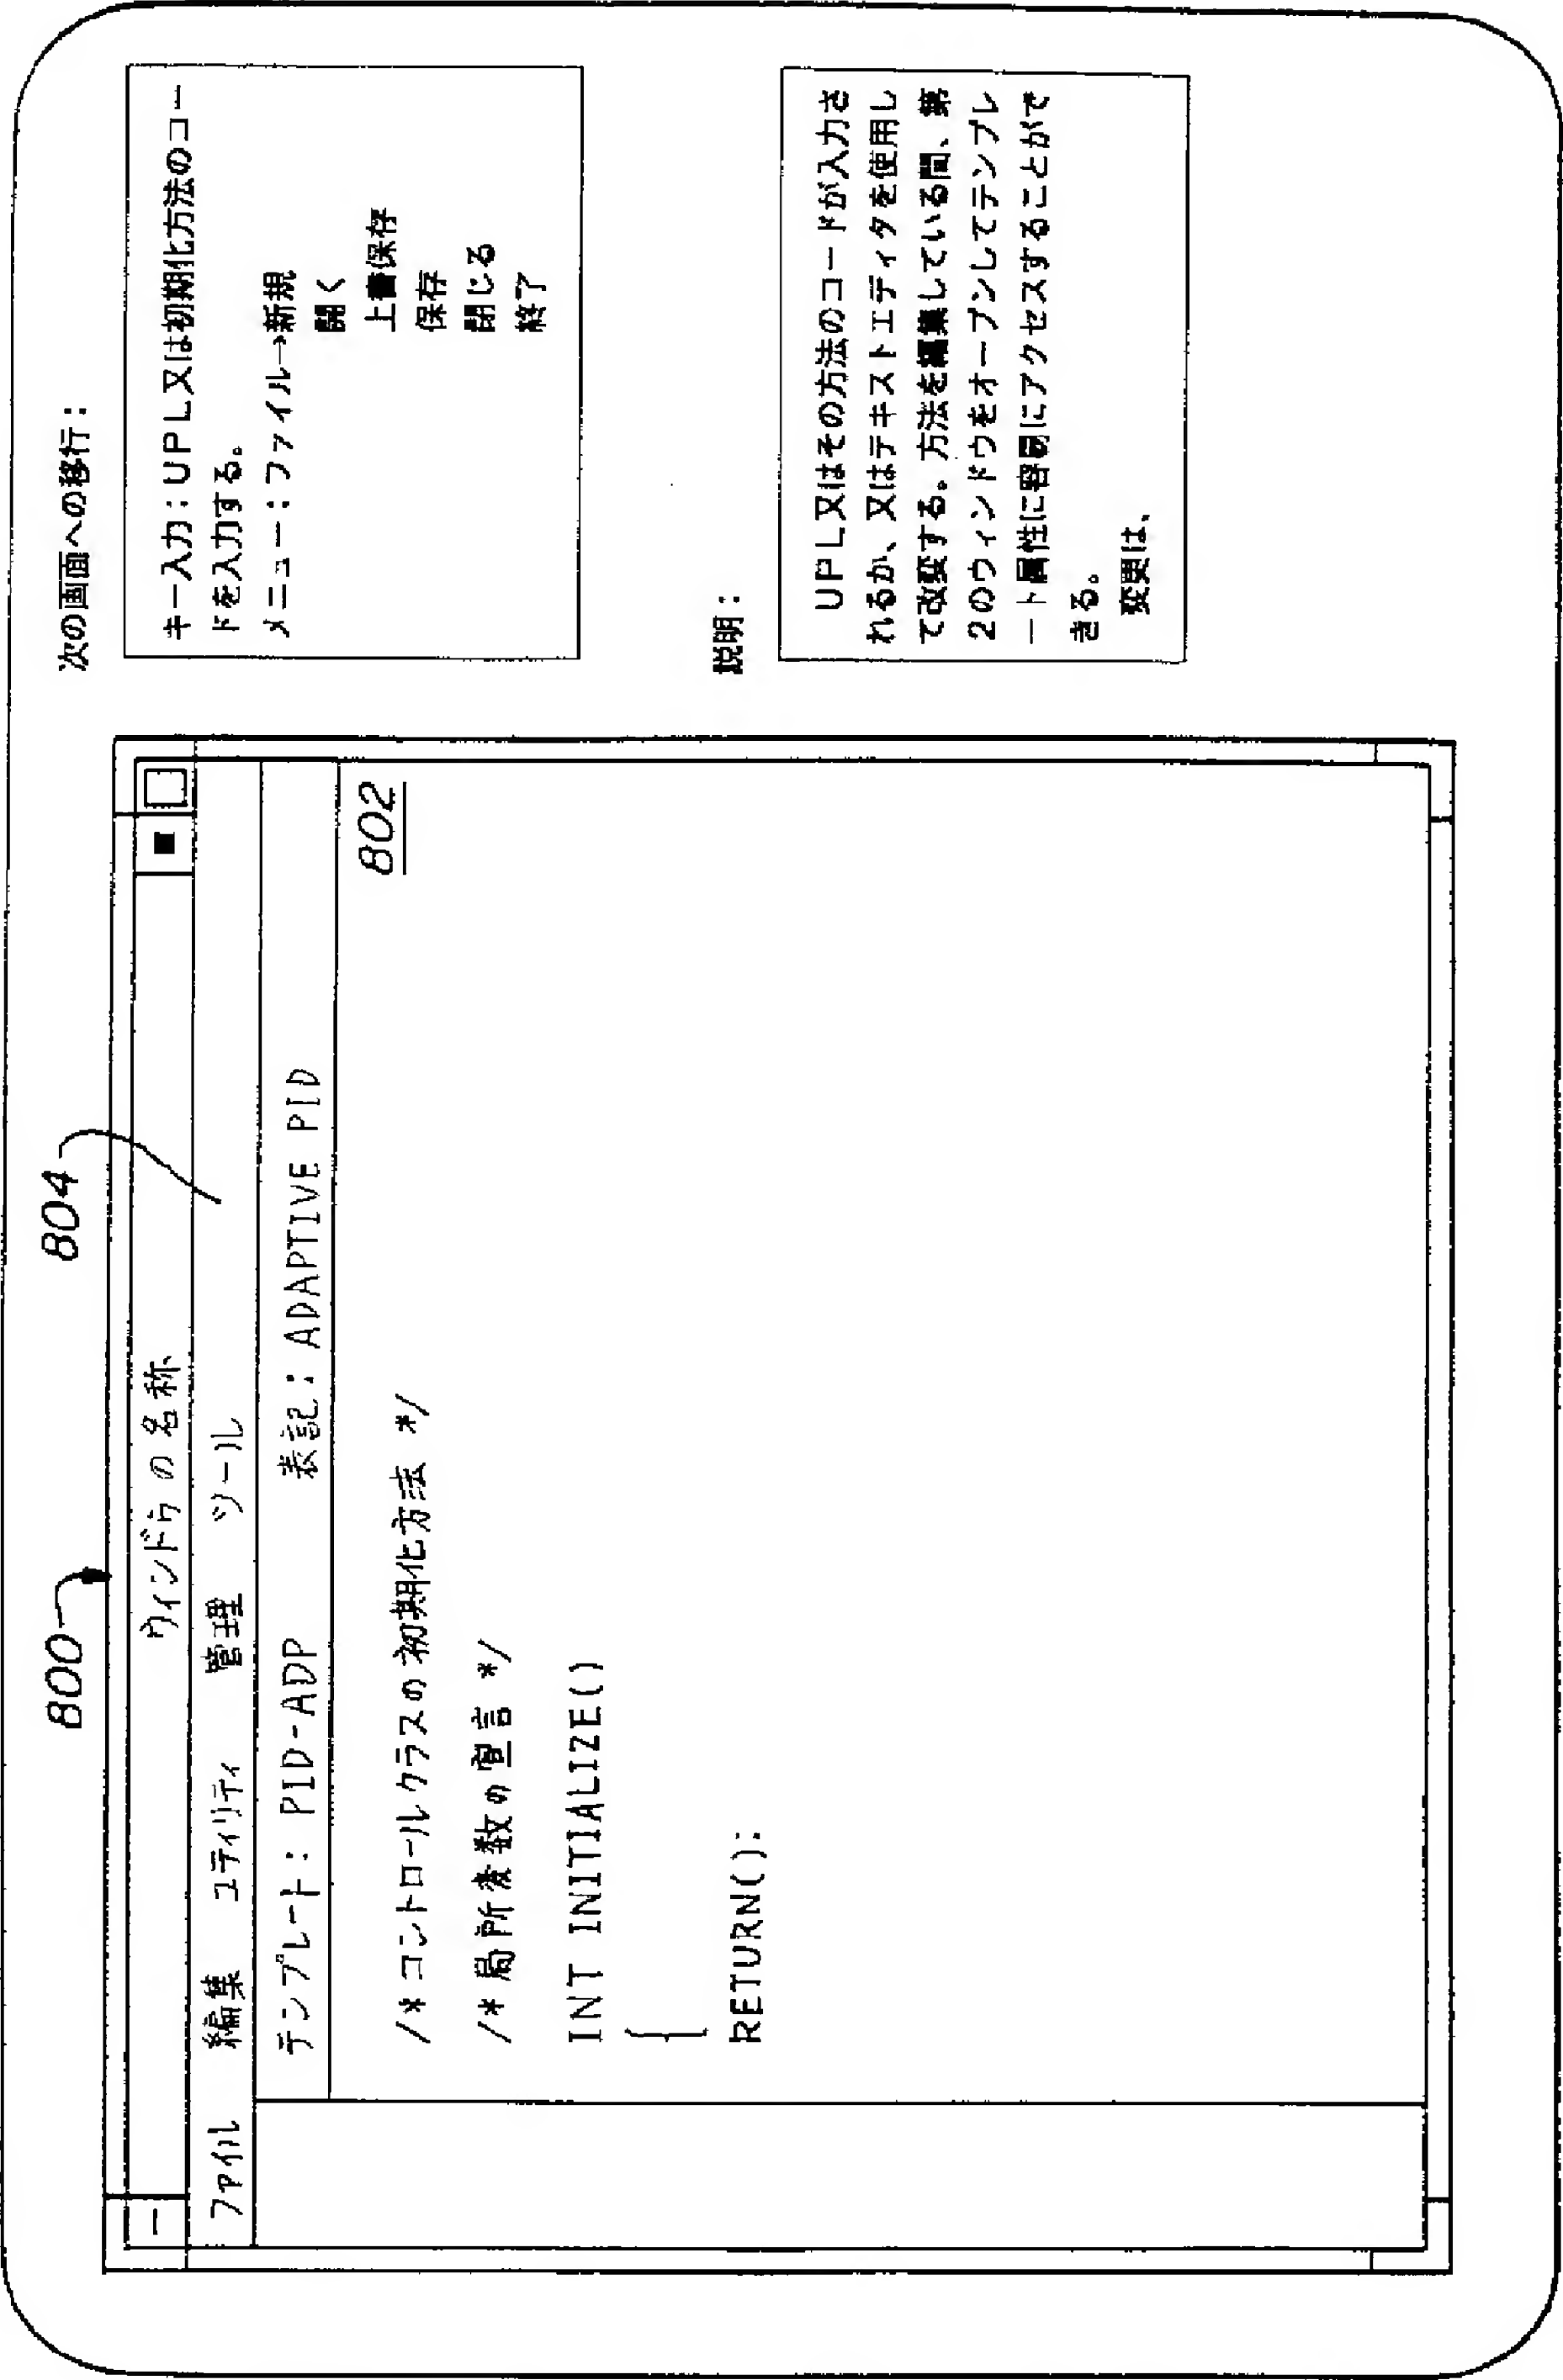 800
804
ウィンドウの名称
ファイル 編集 ユティリティ 管理 ツール
テンプレート：PID-ADP 表記：ADAPTIVE PID
802
/*コントロールクラスの初期化方法 */
/*局所変数の宣言 */
INT INITIALIZE()
{
RETURN():
次の画面への移行：
キー入力：UPL又は初期化方法のコー
ドを入力する。
メニュー：ファイル→新規
開く
上書保存
保存
閉じる
終了
説明：
UPL又はその方法のコードが入力さ
れるか、又はテキストエディタを使用し
て改変する。方法を編集している間、第
2のウィンドウをオープンしてテンプレ
ート属性に容易にアクセスすることがで
きる。
変更は、